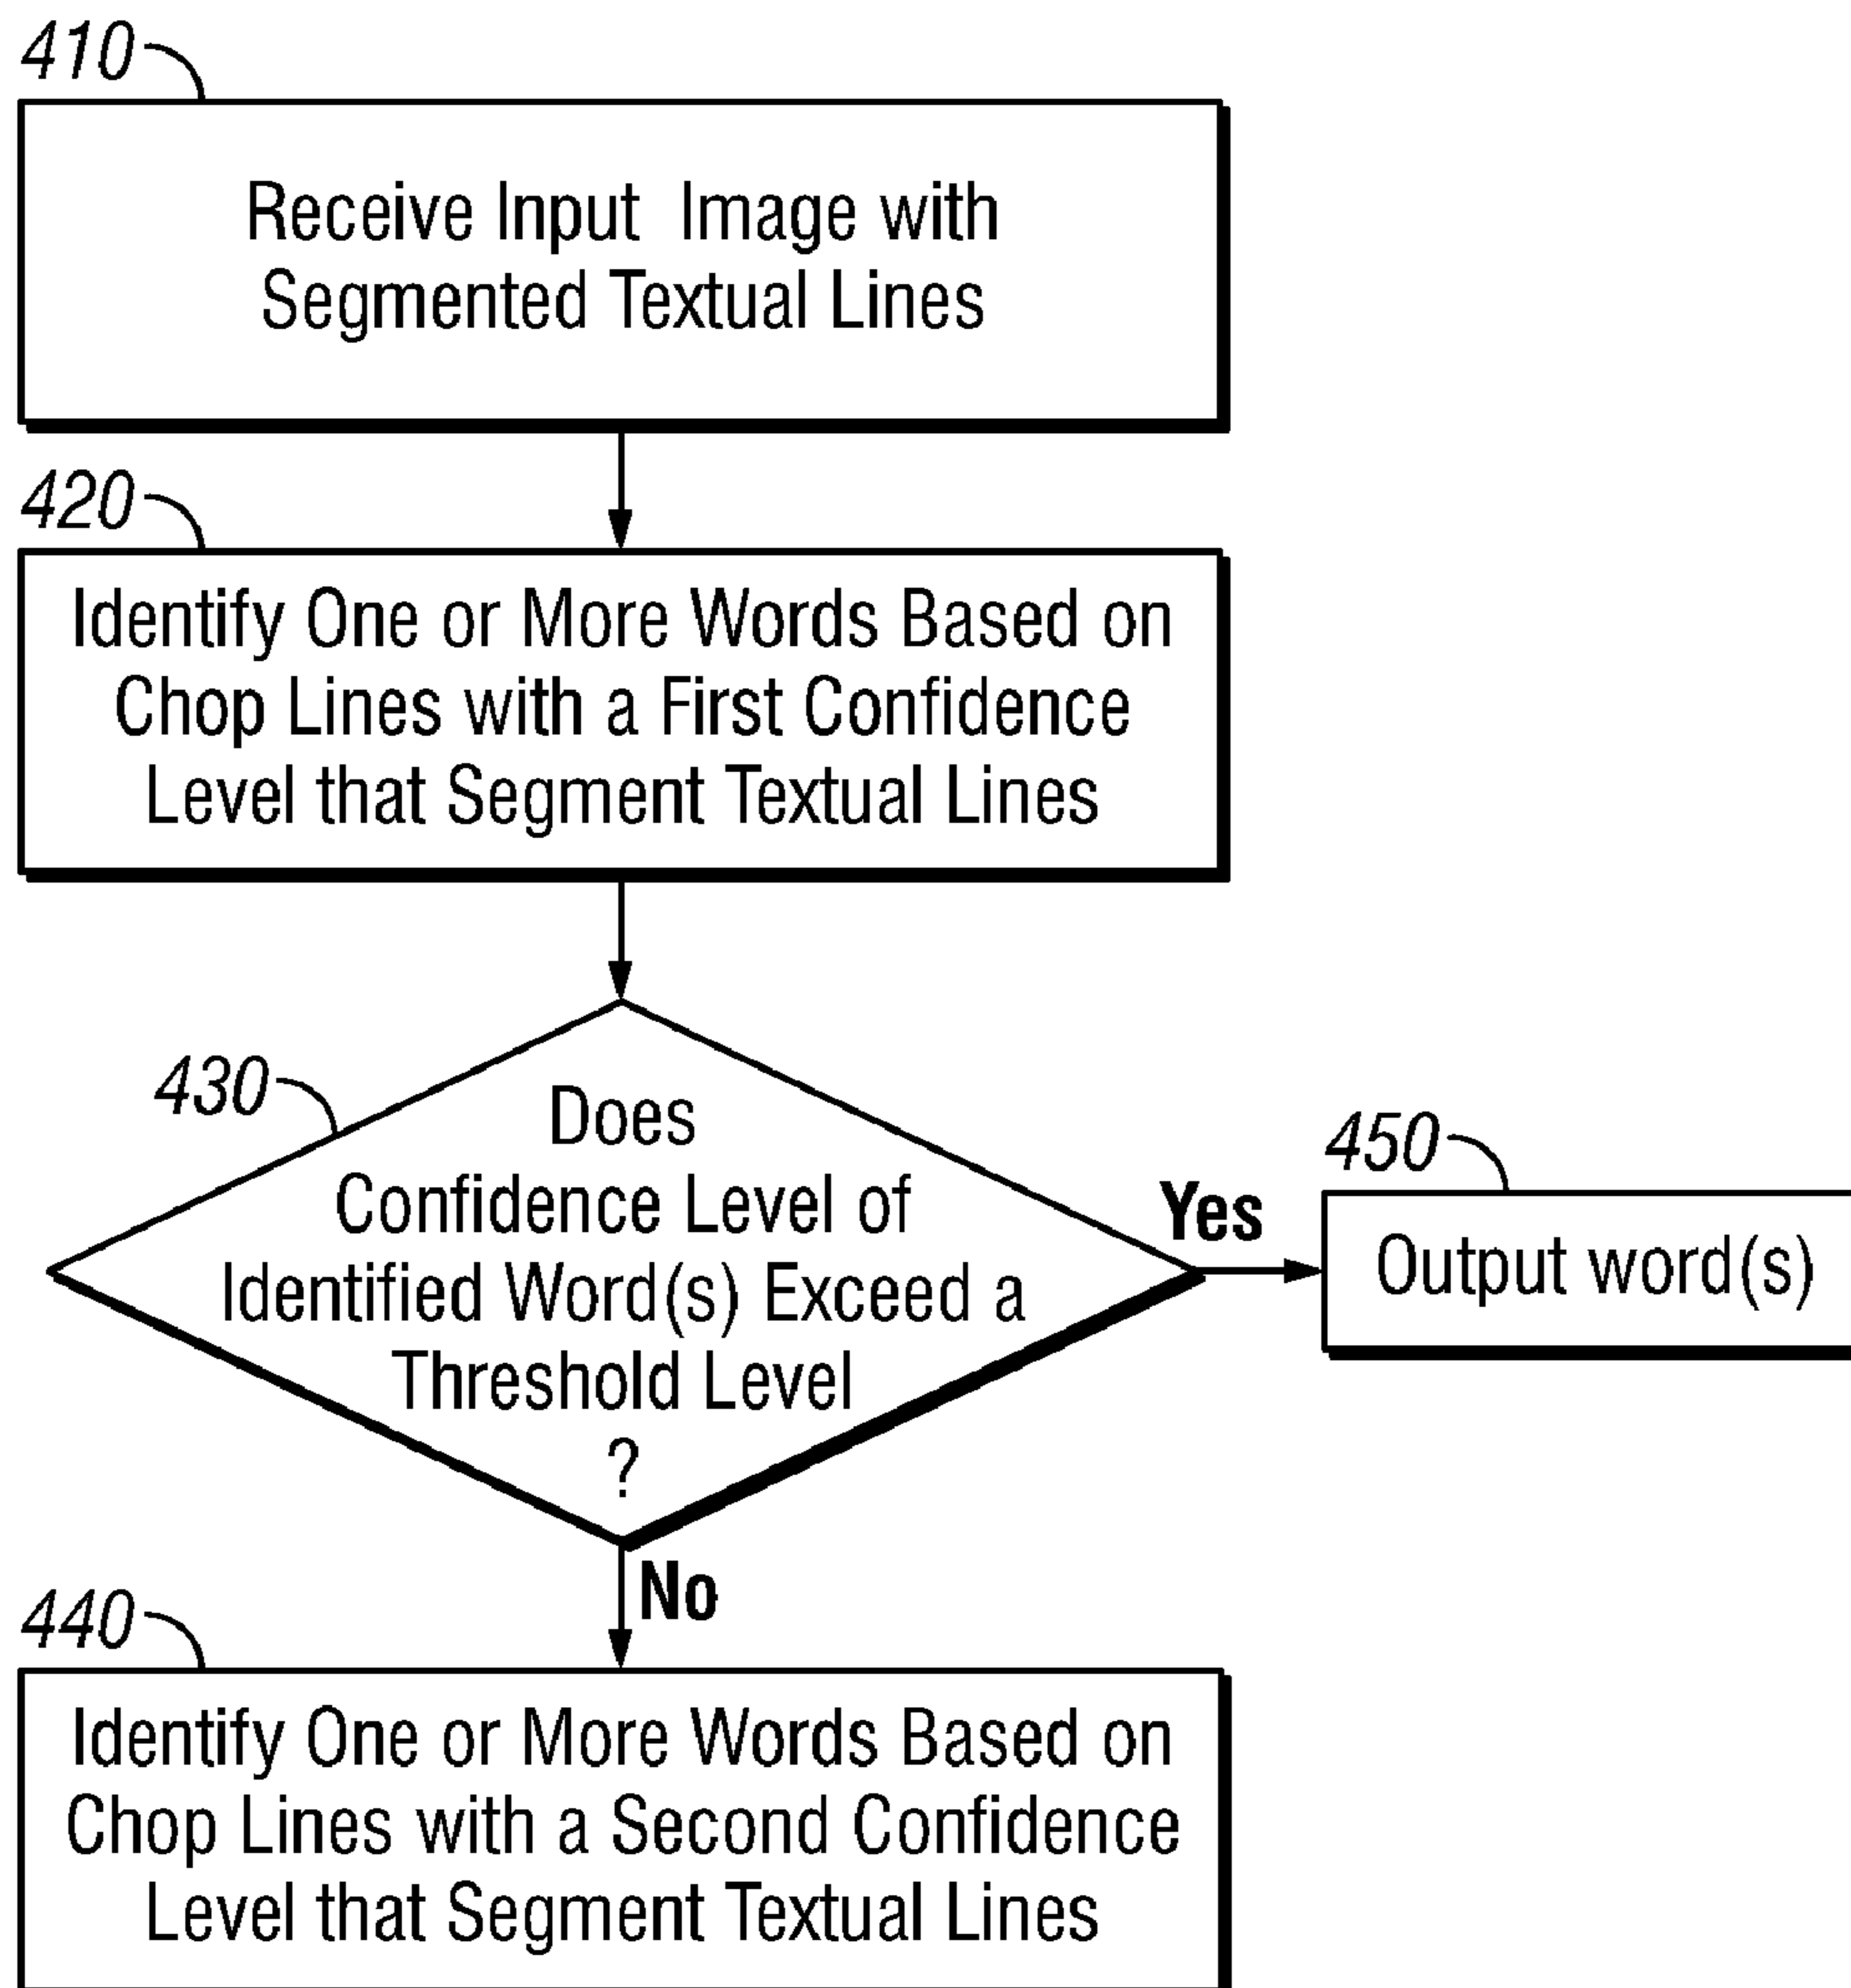 410
Receive Input Image with
Segmented Textual Lines
420
Identify One or More Words Based on
Chop Lines with a First Confidence
Level that Segment Textual Lines
430
Does
Confidence Level of
Identified Word(s) Exceed a
Threshold Level
?
Yes
450
Output word(s)
No
440
Identify One or More Words Based on
Chop Lines with a Second Confidence
Level that Segment Textual Lines